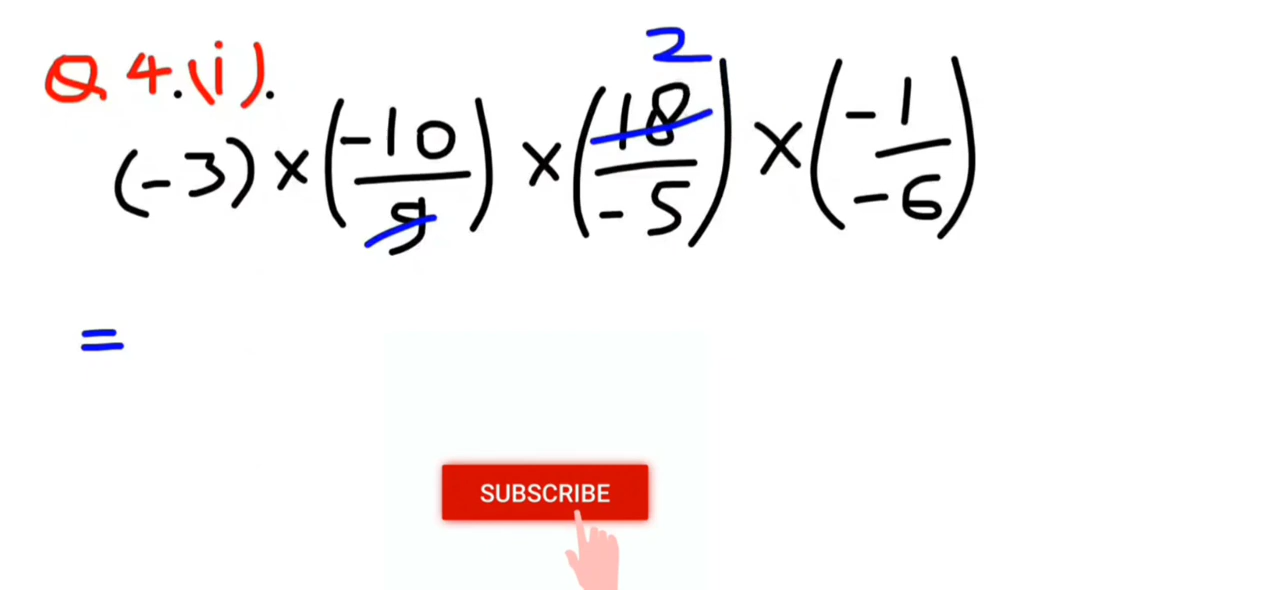 Q 4.(i).
2
(-3) × (-10/9) × (18/-5) × (-1/-6)
=
SUBSCRIBE